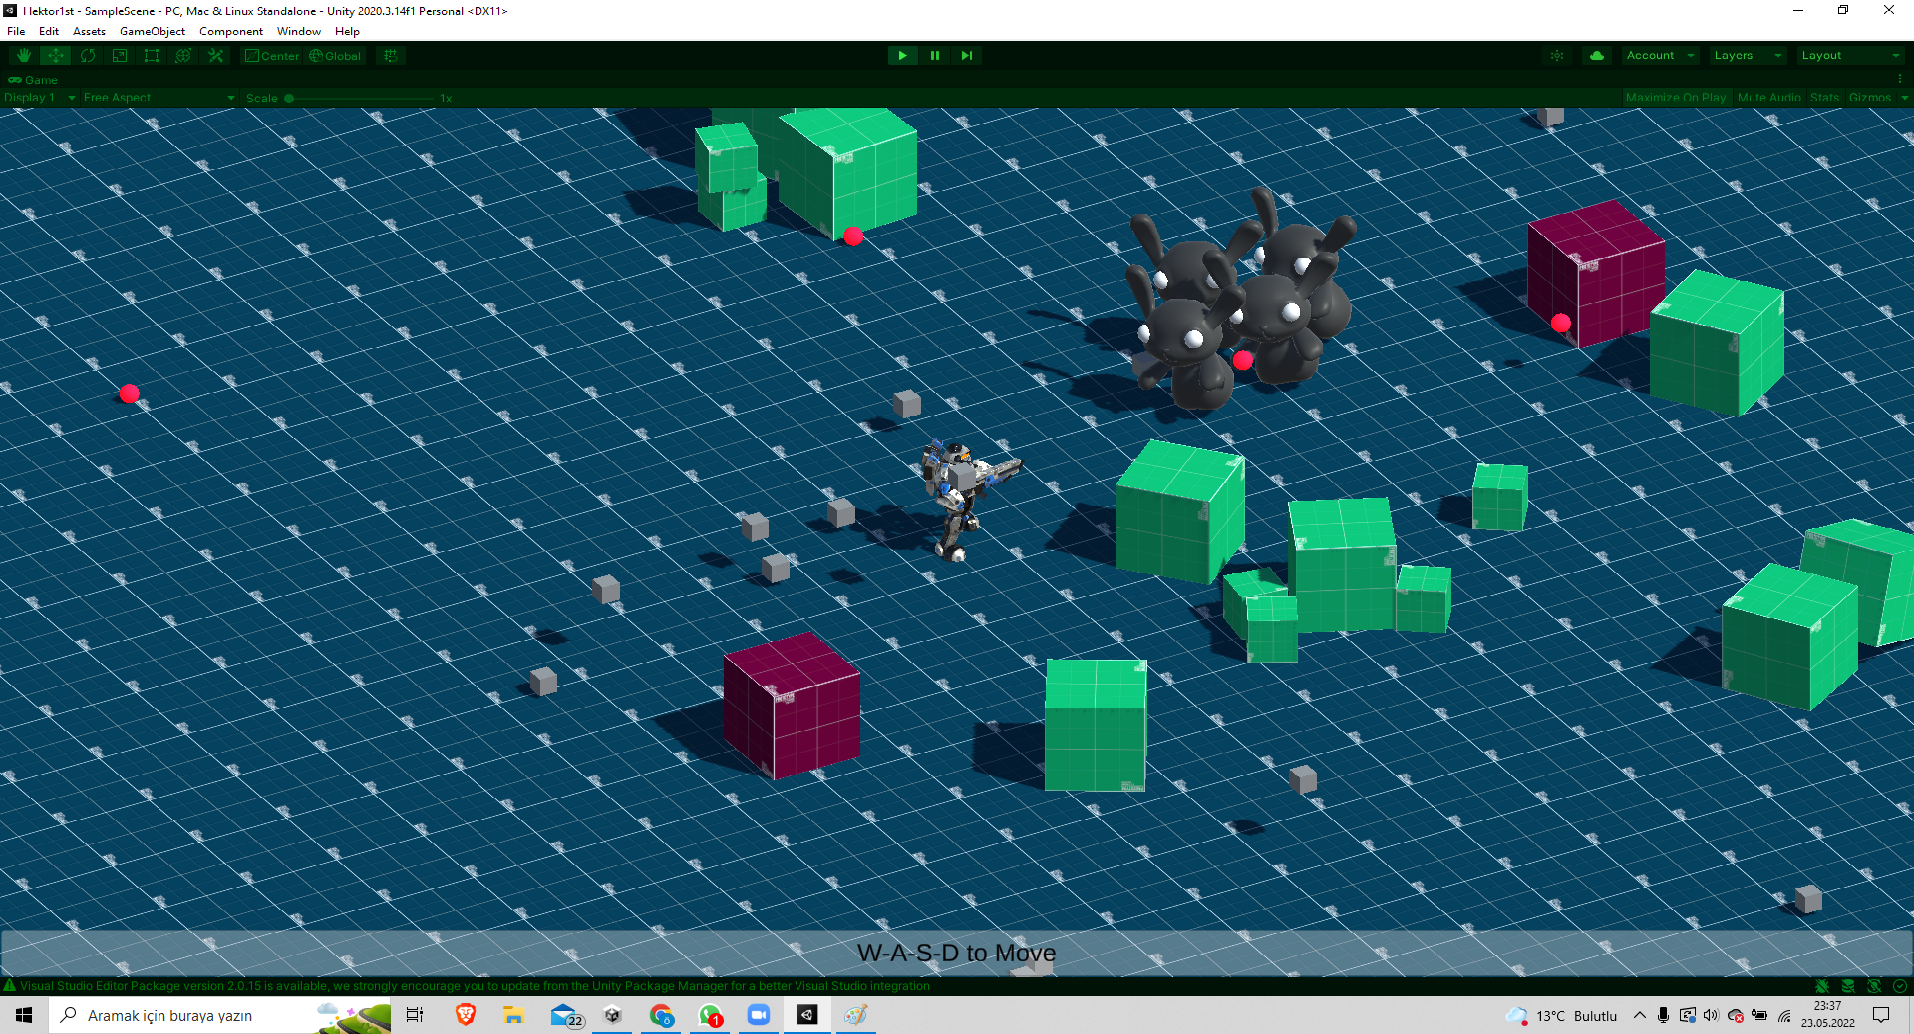 Hektor1st - SampleScene - PC, Mac & Linux Standalone - Unity 2020.3.14f1 Personal <DX11>
File Edit Assets GameObject Component Window Help
Center Global Account Layers Layout
Game
Display 1 Free Aspect Scale 1x Maximize On Play Mute Audio Stats Gizmos
W-A-S-D to Move
Visual Studio Editor Package version 2.0.15 is available, we strongly encourage you to update from the Unity Package Manager for a better Visual Studio integration
Aramak için buraya yazın 22 1 13°C Bulutlu 23:37
23.05.2022